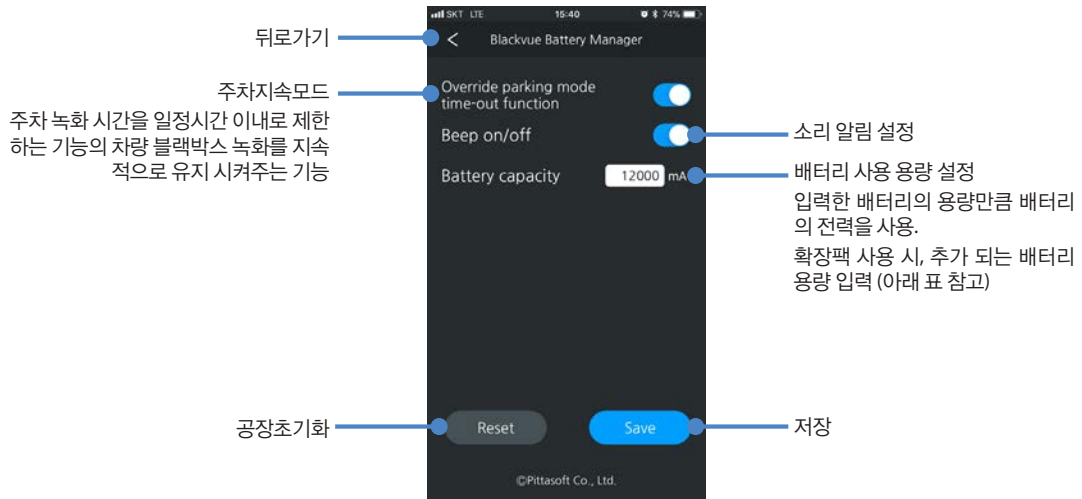 SKT LTE 15:40 74%
뒤로가기
Blackvue Battery Manager
주차지속모드
주차 녹화 시간을 일정시간 이내로 제한
하는 기능의 차량 블랙박스 녹화를 지속
적으로 유지 시켜주는 기능
Override parking mode
time-out function
Beep on/off
소리 알림 설정
Battery capacity 12000 mA
배터리 사용 용량 설정
입력한 배터리의 용량만큼 배터리
의 전력을 사용.
확장팩 사용 시, 추가 되는 배터리
용량 입력 (아래 표 참고)
공장초기화
Reset
Save
저장
©Pittasoft Co., Ltd.